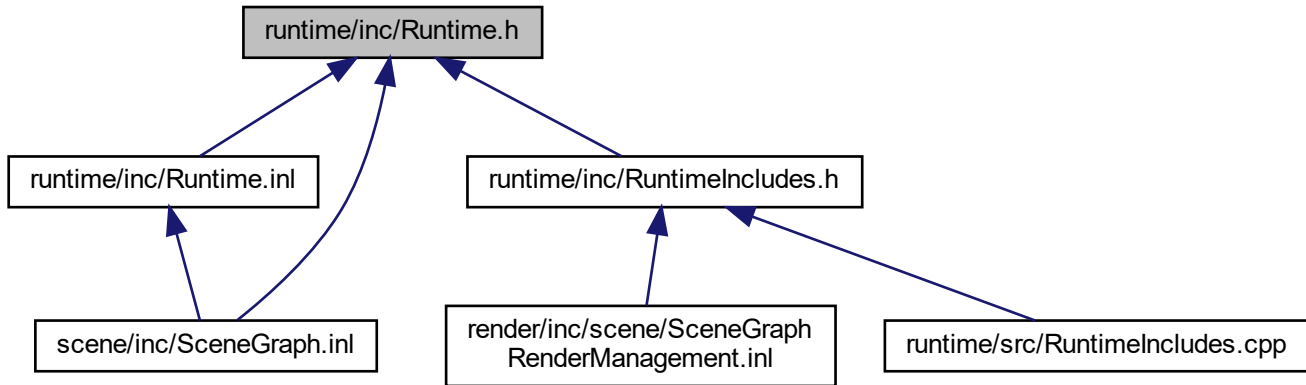 runtime/inc/Runtime.h
runtime/inc/Runtime.inl
runtime/inc/RuntimeIncludes.h
scene/inc/SceneGraph.inl
render/inc/scene/SceneGraph
RenderManagement.inl
runtime/src/RuntimeIncludes.cpp